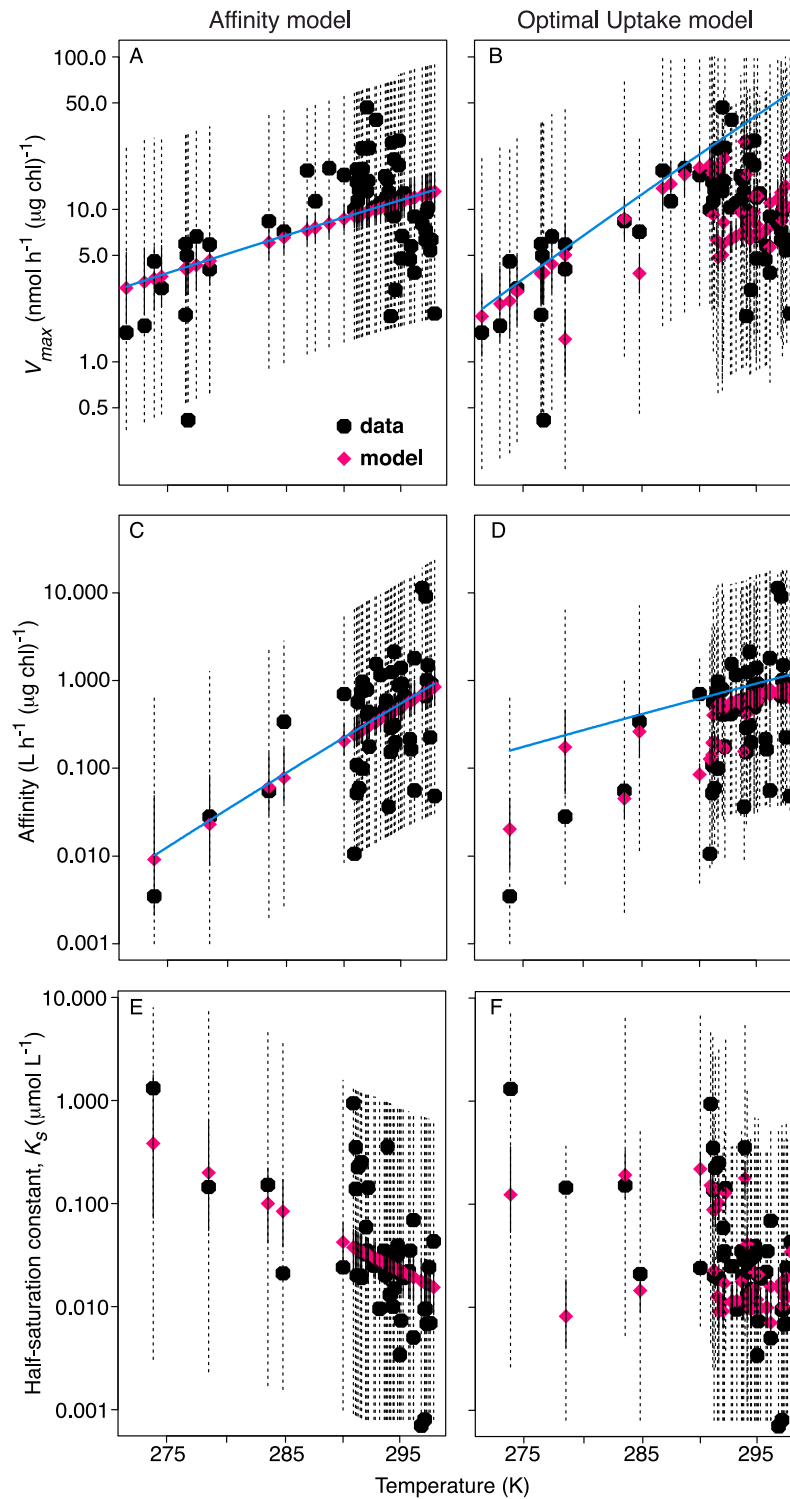 Affinity model
Optimal Uptake model
A
B
100.0
50.0
10.0
5.0
1.0
0.5
V_max (nmol h⁻¹ (µg chl)⁻¹)
data
model
C
D
10.000
1.000
0.100
0.010
0.001
Affinity (L h⁻¹ (µg chl)⁻¹)
E
F
10.000
1.000
0.100
0.010
0.001
Half-saturation constant, K_s (µmol L⁻¹)
275
285
295
275
285
295
Temperature (K)